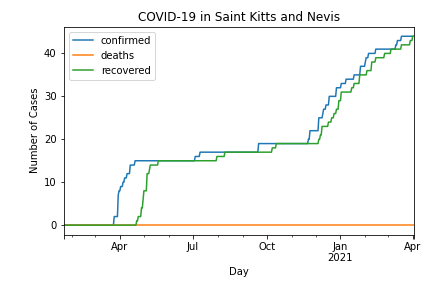 COVID-19 in Saint Kitts and Nevis
confirmed
deaths
recovered
Number of Cases
40
30
20
10
0
Apr
Jul
Oct
Jan
2021
Apr
Day